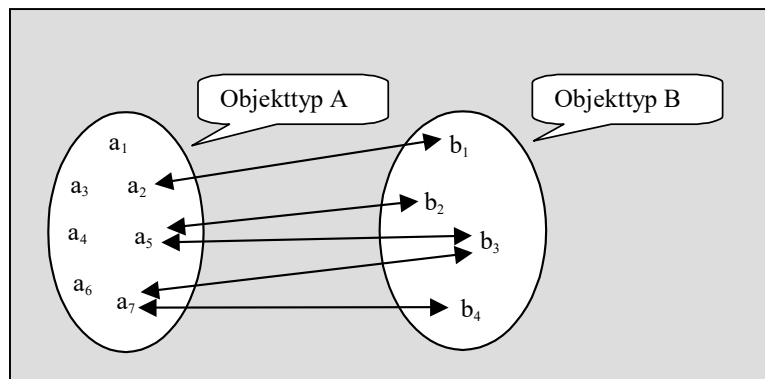 Objekttyp A
Objekttyp B
a₁
a₃ a₂
a₄ a₅
a₆
a₇
b₁
b₂
b₃
b₄